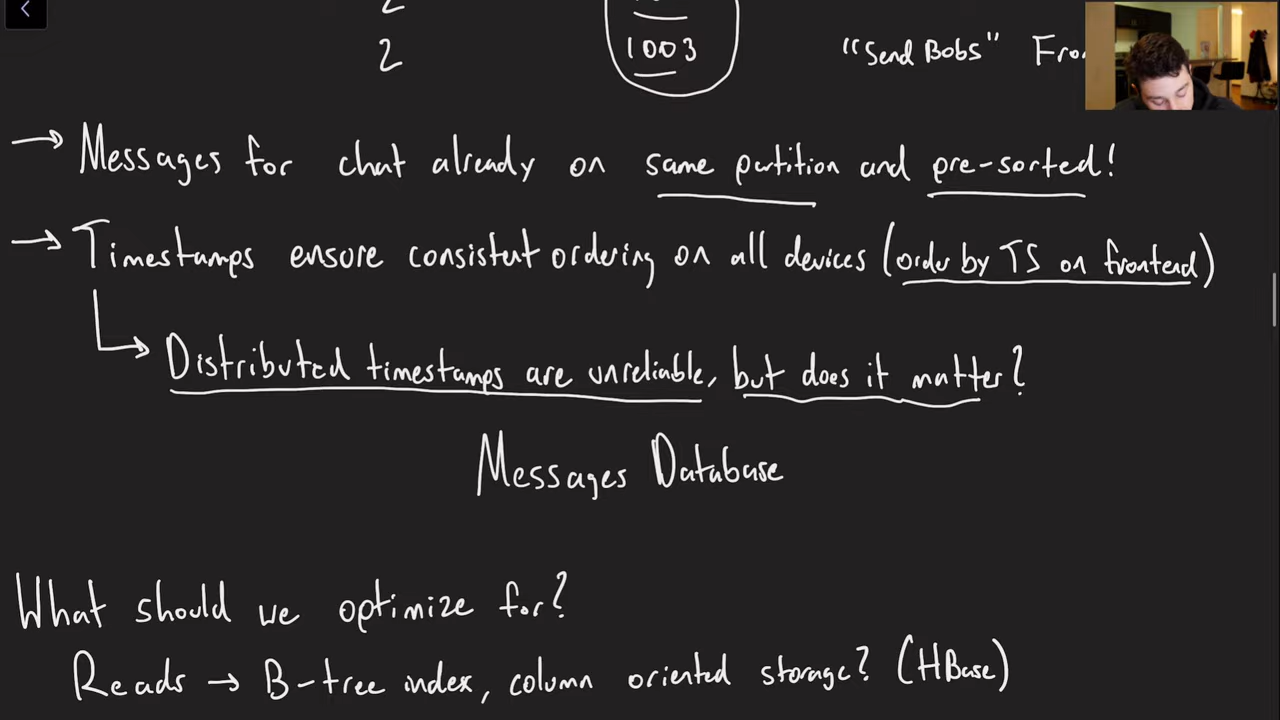 2
1003 "Send Bobs"
→ Messages for chat already on same partition and pre-sorted!
→ Timestamps ensure consistent ordering on all devices (order by TS on frontend)
Distributed timestamps are unreliable, but does it matter?
Messages Database
What should we optimize for?
Reads → B-tree index, column oriented storage? (HBase)